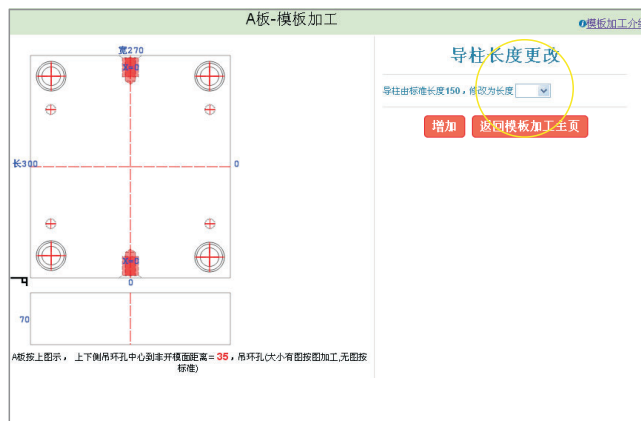 A板-模板加工
模板加工介绍
宽270
X=0
长300
0
X=0
0
70
A板按上图示， 上下侧吊环孔中心到非开模面距离= 35，吊环孔(大小有图按图加工,无图按
标准)
导柱长度更改
导柱由标准长度150，修改为长度
增加 返回模板加工主页